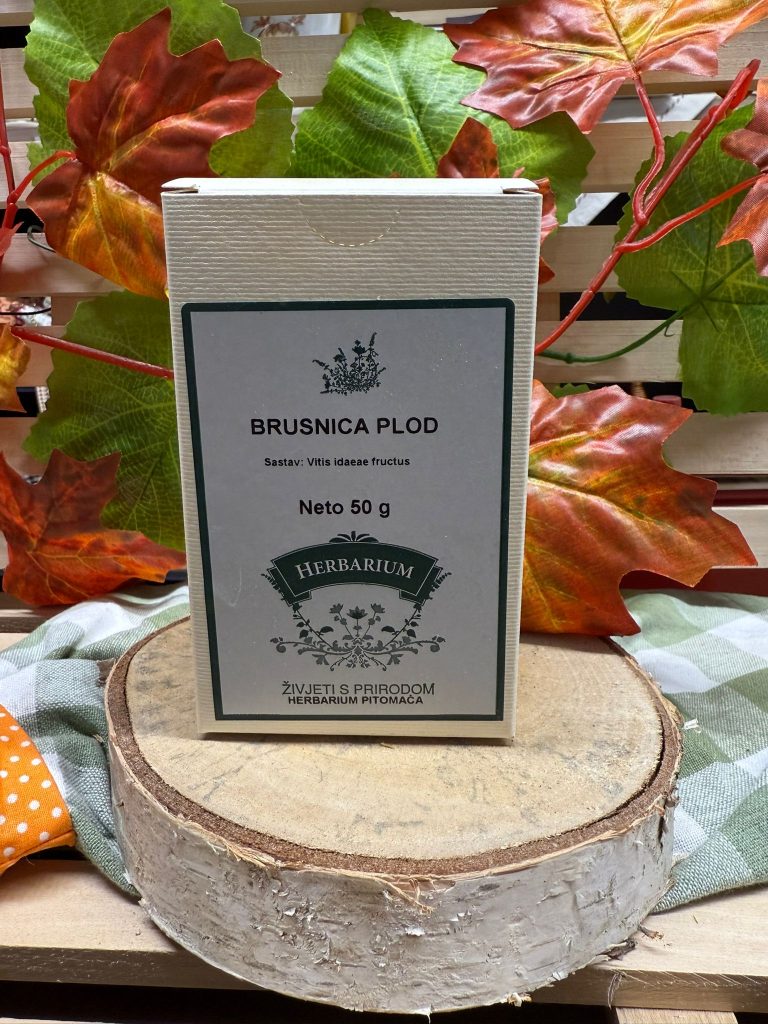 BRUSNICA PLOD
Sastav: Vitis idaeae fructus
Neto 50 g
HERBARIUM
ŽIVJETI S PRIRODOM
HERBARIUM PITOMAČA